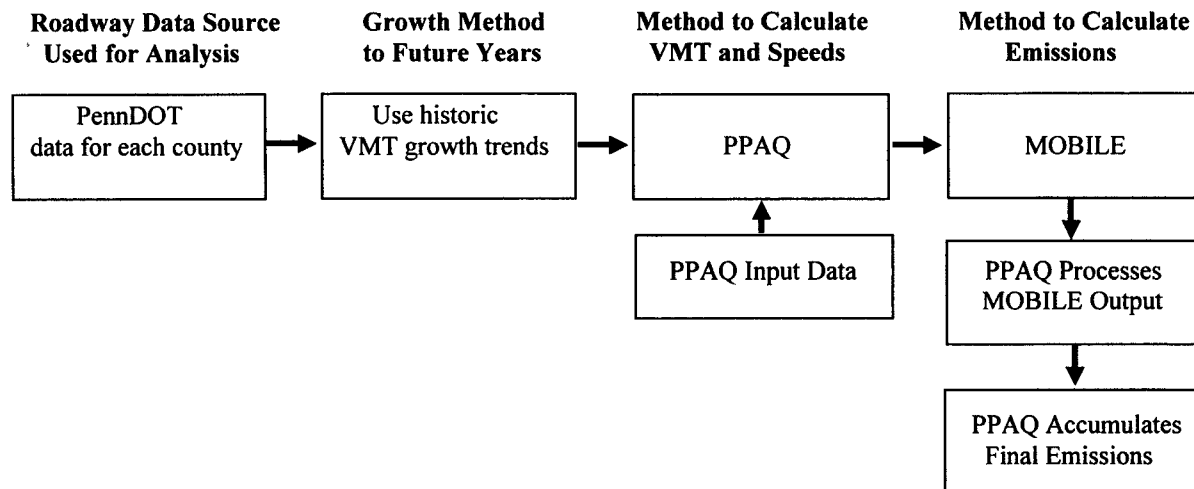 Roadway Data Source
Used for Analysis
Growth Method
to Future Years
Method to Calculate
VMT and Speeds
Method to Calculate
Emissions
PennDOT
data for each county
Use historic
VMT growth trends
PPAQ
MOBILE
PPAQ Input Data
PPAQ Processes
MOBILE Output
PPAQ Accumulates
Final Emissions